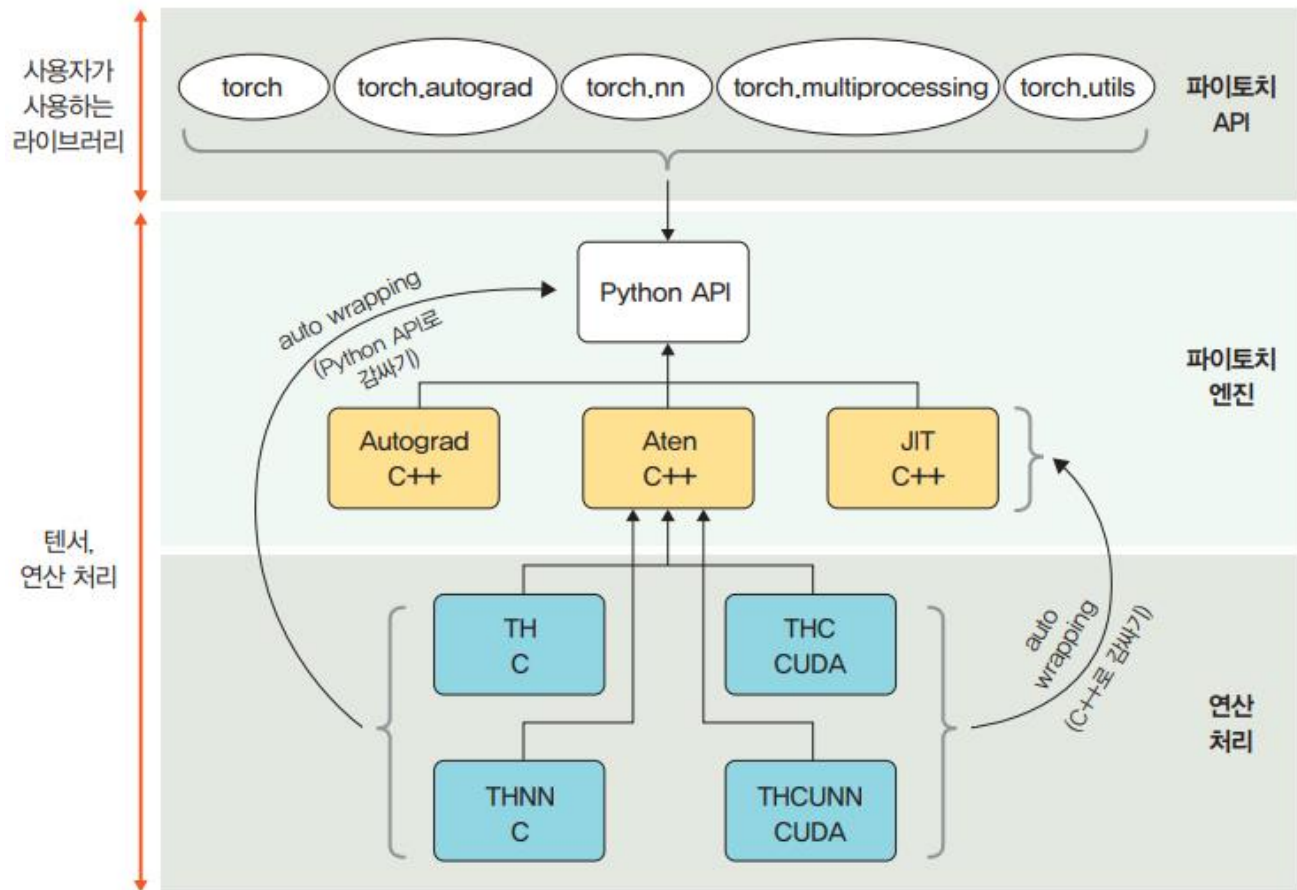 사용자가
사용하는
라이브러리
torch
torch.autograd
torch.nn
torch.multiprocessing
torch.utils
파이토치
API
Python API
auto wrapping
(Python API로
감싸기)
파이토치
엔진
Autograd
C++
Aten
C++
JIT
C++
텐서,
연산 처리
TH
C
THC
CUDA
auto
wrapping
(C++로 감싸기)
연산
처리
THNN
C
THCUNN
CUDA